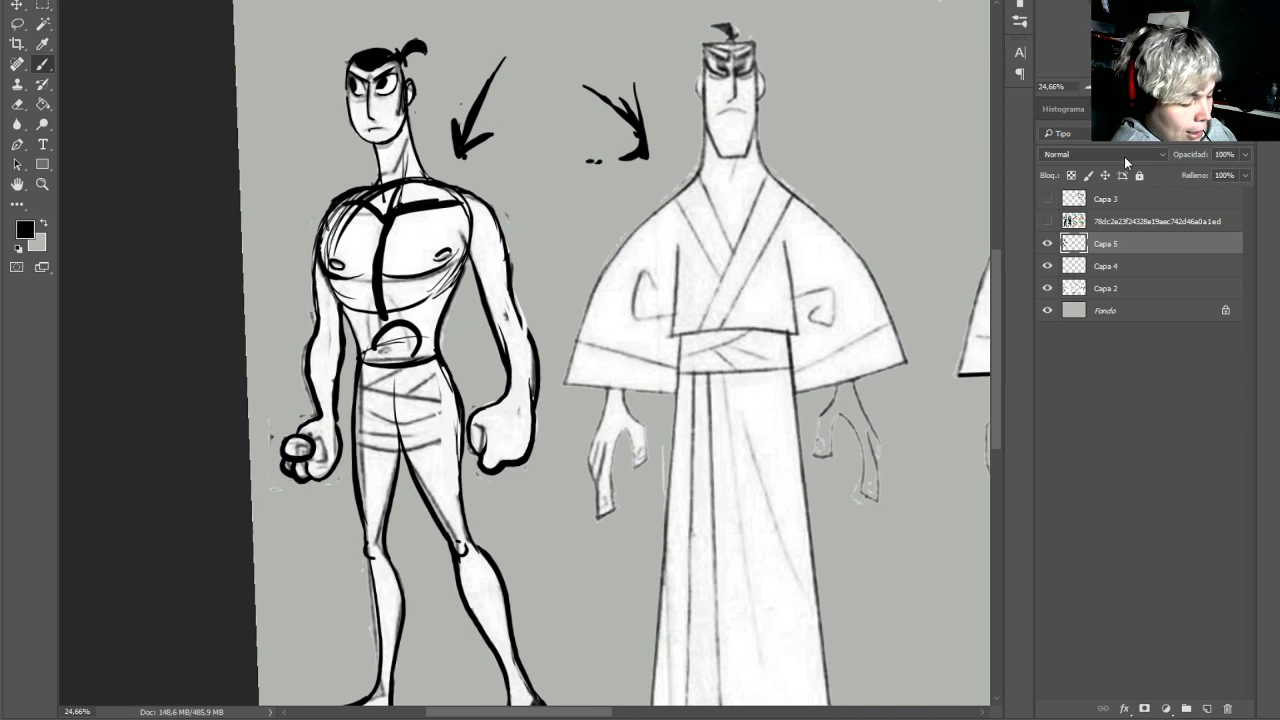 24,66%
Histograma
Tipo
Normal Opacidad: 100%
Bloq.: Relleno: 100%
Capa 3
78dc2e23f24328e19aec742d46a0a1ed
Capa 5
Capa 4
Capa 2
Fondo
24,66% Doc: 148,6 MB/485,9 MB